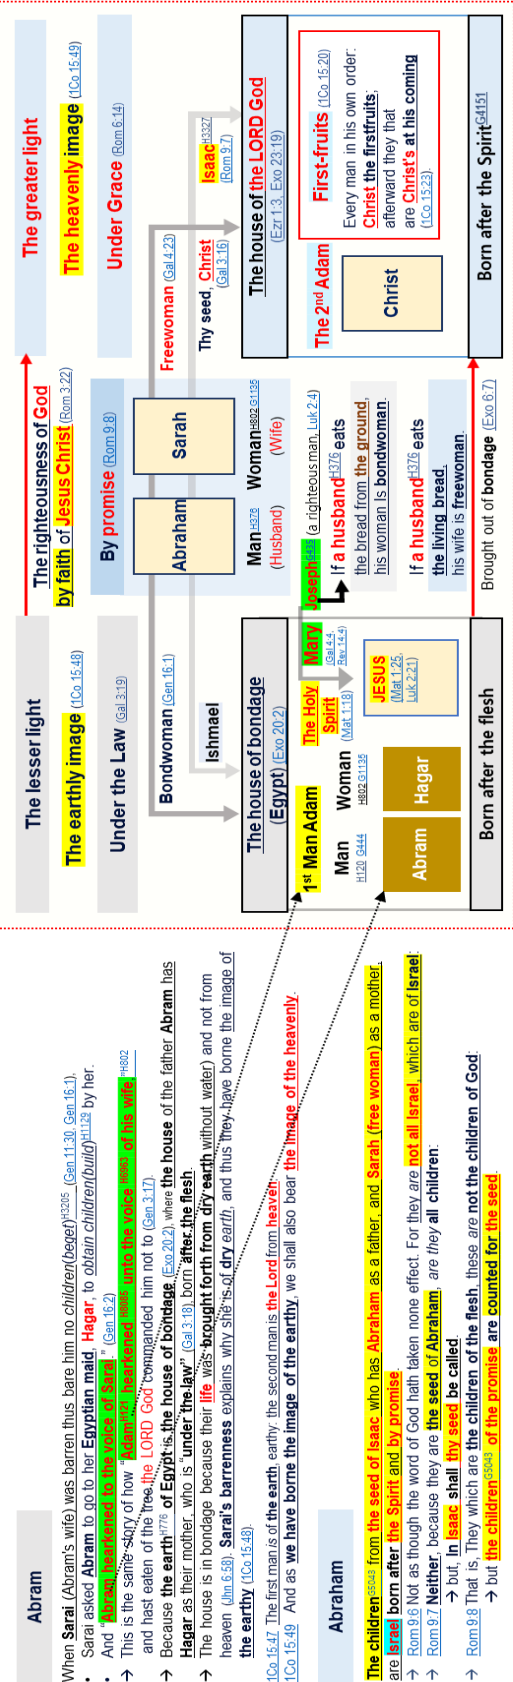 Abram
When Sarai (Abram's wife) was barren thus bare him no children(beget)H3205 (Gen 11:30, Gen 16:1),
• Sarai asked Abram to go to her Egyptian maid, Hagar, to obtain children(build)H1129 by her.
• And "Abram hearkened to the voice of Sarai." (Gen 16:2)
→ This is the same story of how "AdamH121 hearkened H8085 unto the voice H6963 of his wife,"H802
and hast eaten of the tree, the LORD God commanded him not to (Gen 3:17).
→ Because the earthH776 of Egypt is the house of bondage (Exo 20:2), where the house of the father Abram has
Hagar as their mother, who is "under the law" (Gal 3:18), born after the flesh.
→ The house is in bondage because their life was brought forth from dry earth without water) and not from
heaven (Jhn 6:58). Sarai's barrenness explains why she is of dry earth, and thus they have borne the image of
the earthy (1Co 15:48).
1Co 15:47 The first man is of the earth, earthy: the second man is the Lord from heaven.
1Co 15:49 And as we have borne the image of the earthy, we shall also bear the image of the heavenly.
Abraham
The childrenG5043 from the seed of Isaac who has Abraham as a father, and Sarah (free woman) as a mother,
are Israel born after the Spirit and by promise.
→ Rom 9:6 Not as though the word of God hath taken none effect. For they are not all Israel, which are of Israel:
→ Rom 9:7 Neither, because they are the seed of Abraham, are they all children:
→ but, In Isaac shall thy seed be called.
→ Rom 9:8 That is, They which are the children of the flesh, these are not the children of God:
→ but the childrenG5043 of the promise are counted for the seed.
The lesser light
The righteousness of God
by faith of Jesus Christ (Rom 3:22)
The greater light
The earthly image (1Co 15:48)
The heavenly image (1Co 15:49)
Under the Law (Gal 3:19)
By promise (Rom 9:8)
Under Grace (Rom 6:14)
Bondwoman (Gen 16:1)
Abraham
Sarah
Freewoman (Gal 4:23)
Ishmael
Thy seed, Christ
(Gal 3:16)
IsaacH3327
(Rom 9:7)
Man H376
(Husband)
WomanH802 G1135
(Wife)
The house of bondage
(Egypt) (Exo 20:2)
The house of the LORD God
(Ezr 1:3, Exo 23:19)
1st Man Adam
Man
H120 G444
Woman
H802 G1135
Abram
Hagar
The Holy
Spirit
(Mat 1:18)
Mary
(Gal 4:4,
Rev 14:4)
JosephG435 (a righteous man, Luk 2:4)
JESUS
(Mat 1:25,
Luk 2:21)
If a husbandH376 eats
the bread from the ground,
his woman Is bondwoman.
If a husbandH376 eats
the living bread,
his wife is freewoman.
The 2nd Adam
Christ
First-fruits (1Co 15:20)
Every man in his own order:
Christ the firstfruits;
afterward they that
are Christ's at his coming
(1Co 15:23).
Born after the flesh
Brought out of bondage (Exo 6:7)
Born after the SpiritG4151